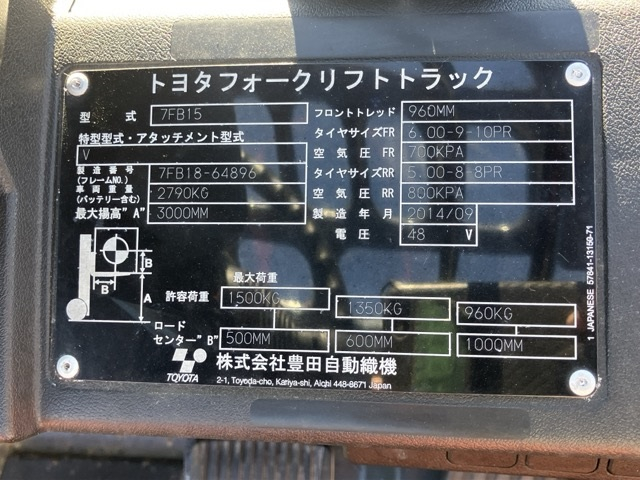 トヨタフォークリフトトラック
型式 7FB15 フロントトレッド 960MM
特型型式・アタッチメント型式 タイヤサイズFR 6.00-9-10PR
V 空気圧 FR 700KPA
製造番号 (フレームNO.) 7FB18-64896 タイヤサイズRR 5.00-8-8PR
車両重量 (バッテリー含む) 2790KG 空気圧 RR 800KPA
最大揚高"A" 3000MM 製造年月 2014/09
電圧 48 V
B
B
A
最大荷重
許容荷重 1500KG 1350KG 960KG
ロード
センター"B" 500MM 600MM 1000MM
TOYOTA 株式会社豊田自動織機
2-1, Toyoda-cho, Kariya-shi, Aichi 448-8671 Japan
1 JAPANESE 57641-13150-71